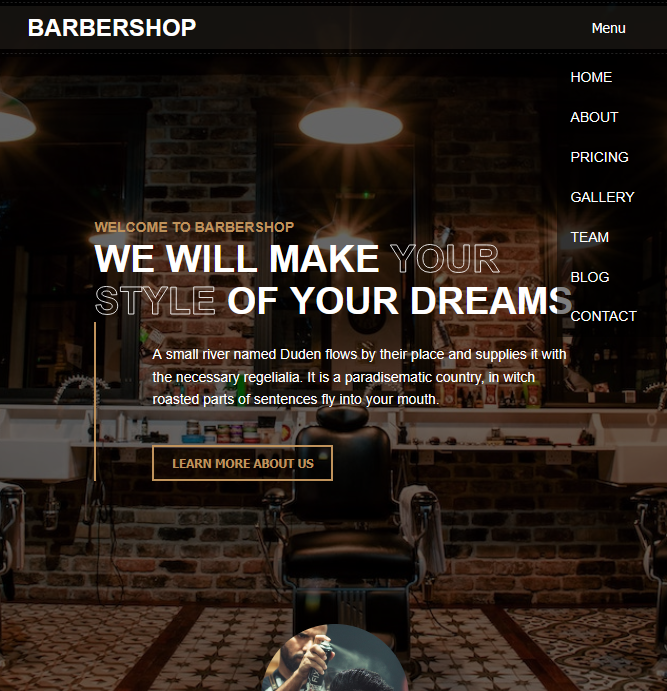 BARBERSHOP
Menu
HOME
ABOUT
PRICING
GALLERY
TEAM
BLOG
CONTACT
WELCOME TO BARBERSHOP
WE WILL MAKE YOUR
STYLE OF YOUR DREAMS
A small river named Duden flows by their place and supplies it with
the necessary regelialia. It is a paradisematic country, in witch
roasted parts of sentences fly into your mouth.
LEARN MORE ABOUT US